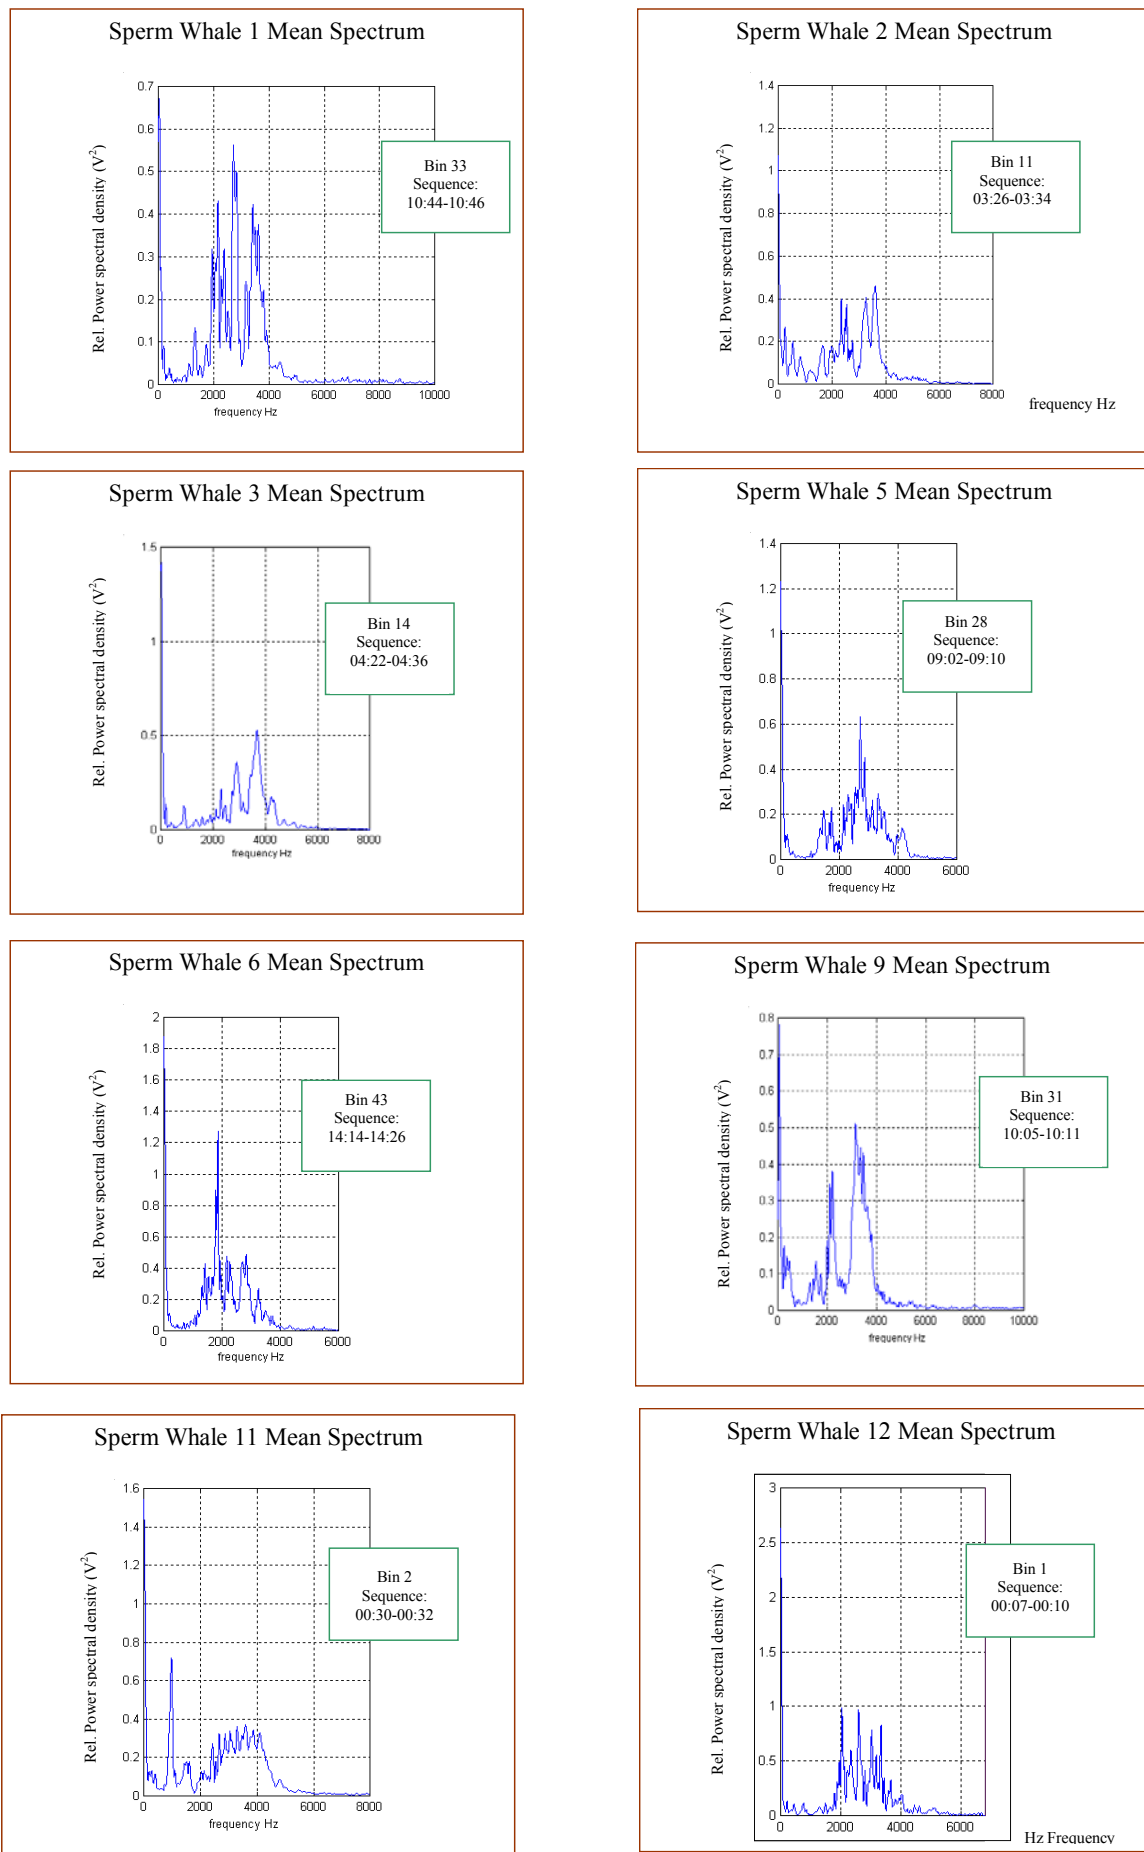 Sperm Whale 1 Mean Spectrum
Rel. Power spectral density (V²)
0.7
0.6
0.5
0.4
0.3
0.2
0.1
0
0 2000 4000 6000 8000 10000
frequency Hz
Bin 33
Sequence:
10:44-10:46
Sperm Whale 2 Mean Spectrum
Rel. Power spectral density (V²)
1.4
1.2
1
0.8
0.6
0.4
0.2
0
0 2000 4000 6000 8000
frequency Hz
Bin 11
Sequence:
03:26-03:34
Sperm Whale 3 Mean Spectrum
Rel. Power spectral density (V²)
1.5
1
0.5
0
0 2000 4000 6000 8000
frequency Hz
Bin 14
Sequence:
04:22-04:36
Sperm Whale 5 Mean Spectrum
Rel. Power spectral density (V²)
1.4
1.2
1
0.8
0.6
0.4
0.2
0
0 2000 4000 6000
frequency Hz
Bin 28
Sequence:
09:02-09:10
Sperm Whale 6 Mean Spectrum
Rel. Power spectral density (V²)
2
1.8
1.6
1.4
1.2
1
0.8
0.6
0.4
0.2
0
0 2000 4000 6000
frequency Hz
Bin 43
Sequence:
14:14-14:26
Sperm Whale 9 Mean Spectrum
Rel. Power spectral density (V²)
0.8
0.7
0.6
0.5
0.4
0.3
0.2
0.1
0
0 2000 4000 6000 8000 10000
frequency Hz
Bin 31
Sequence:
10:05-10:11
Sperm Whale 11 Mean Spectrum
Rel. Power spectral density (V²)
1.6
1.4
1.2
1
0.8
0.6
0.4
0.2
0
0 2000 4000 6000 8000
frequency Hz
Bin 2
Sequence:
00:30-00:32
Sperm Whale 12 Mean Spectrum
Rel. Power spectral density (V²)
3
2.5
2
1.5
1
0.5
0
0 2000 4000 6000
Hz Frequency
Bin 1
Sequence:
00:07-00:10